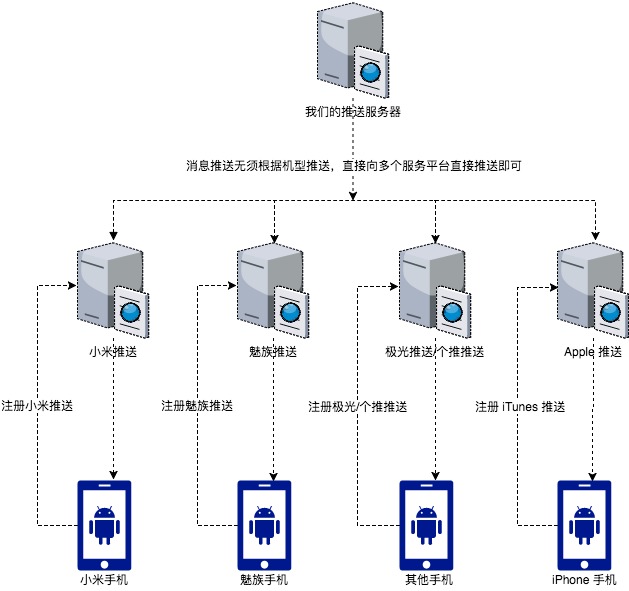 我们的推送服务器
消息推送无须根据机型推送，直接向多个服务平台直接推送即可
小米推送
魅族推送
极光推送/个推推送
Apple 推送
注册小米推送
注册魅族推送
注册极光/个推推送
注册 iTunes 推送
小米手机
魅族手机
其他手机
iPhone 手机